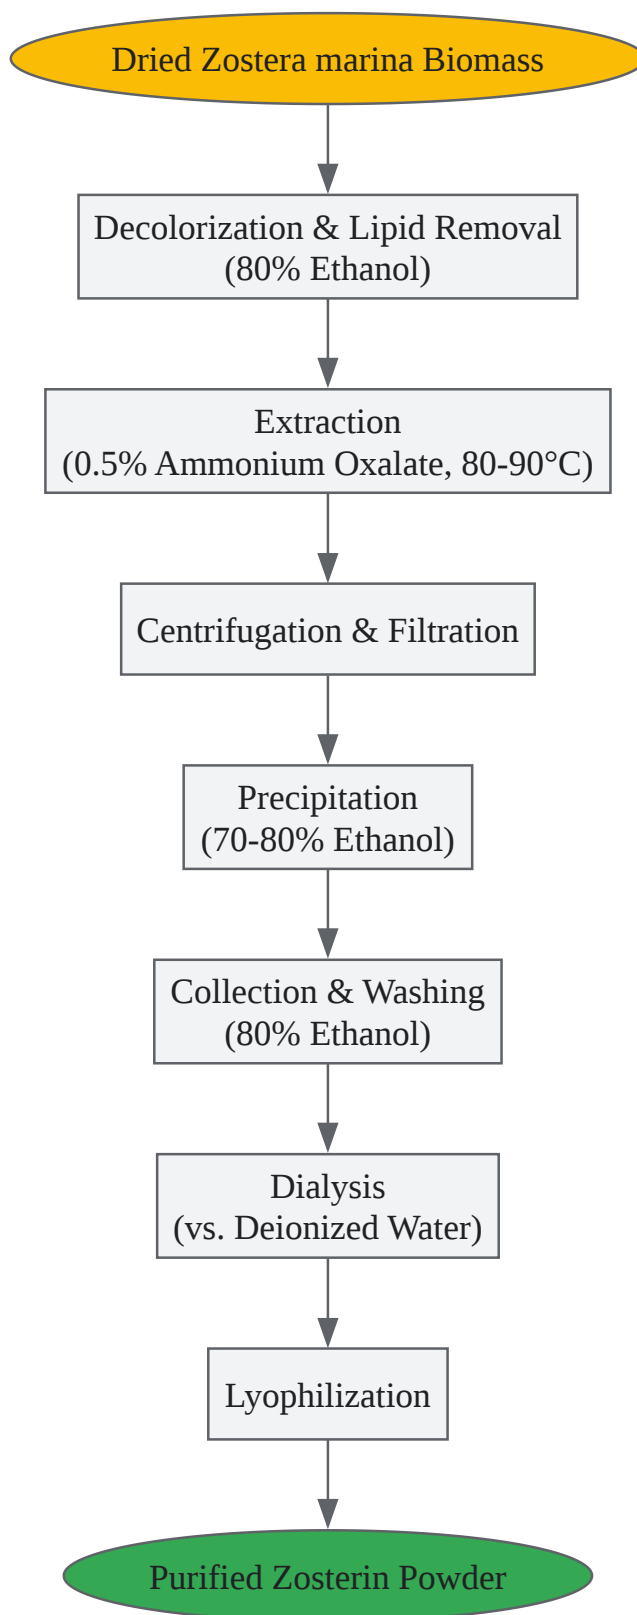 Dried Zostera marina Biomass
Decolorization & Lipid Removal
(80% Ethanol)
Extraction
(0.5% Ammonium Oxalate, 80-90°C)
Centrifugation & Filtration
Precipitation
(70-80% Ethanol)
Collection & Washing
(80% Ethanol)
Dialysis
(vs. Deionized Water)
Lyophilization
Purified Zosterin Powder